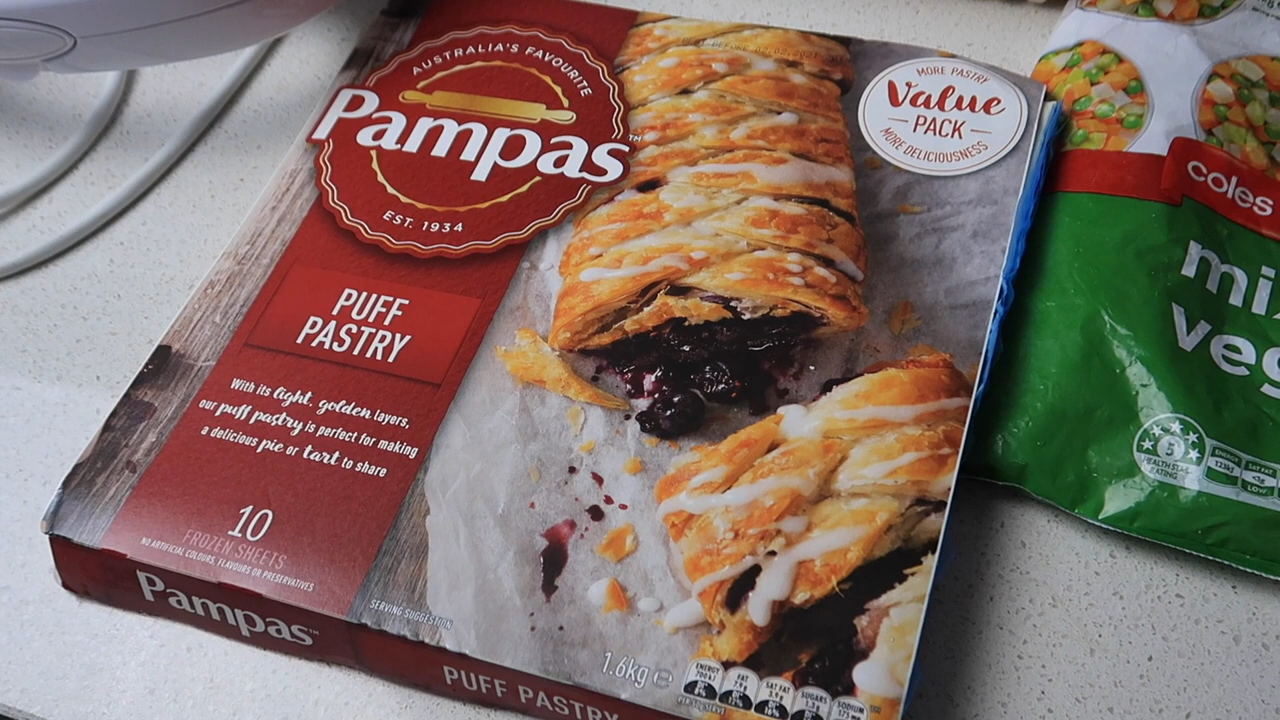 AUSTRALIA'S FAVOURITE
Pampas™
EST. 1934
PUFF
PASTRY
With its light, golden layers,
our puff pastry is perfect for making
a delicious pie or tart to share
10
FROZEN SHEETS
NO ARTIFICIAL COLOURS, FLAVOURS OR PRESERVATIVES
SERVING SUGGESTION
MORE PASTRY
Value
PACK
MORE DELICIOUSNESS
1.6kg e
ENERGY
FAT
SAT FAT
SUGARS
SODIUM
Pampas™
PUFF PASTRY
coles
mi
veg
5
HEALTH STAR
RATING
ENERGY
SAT FAT
LOW